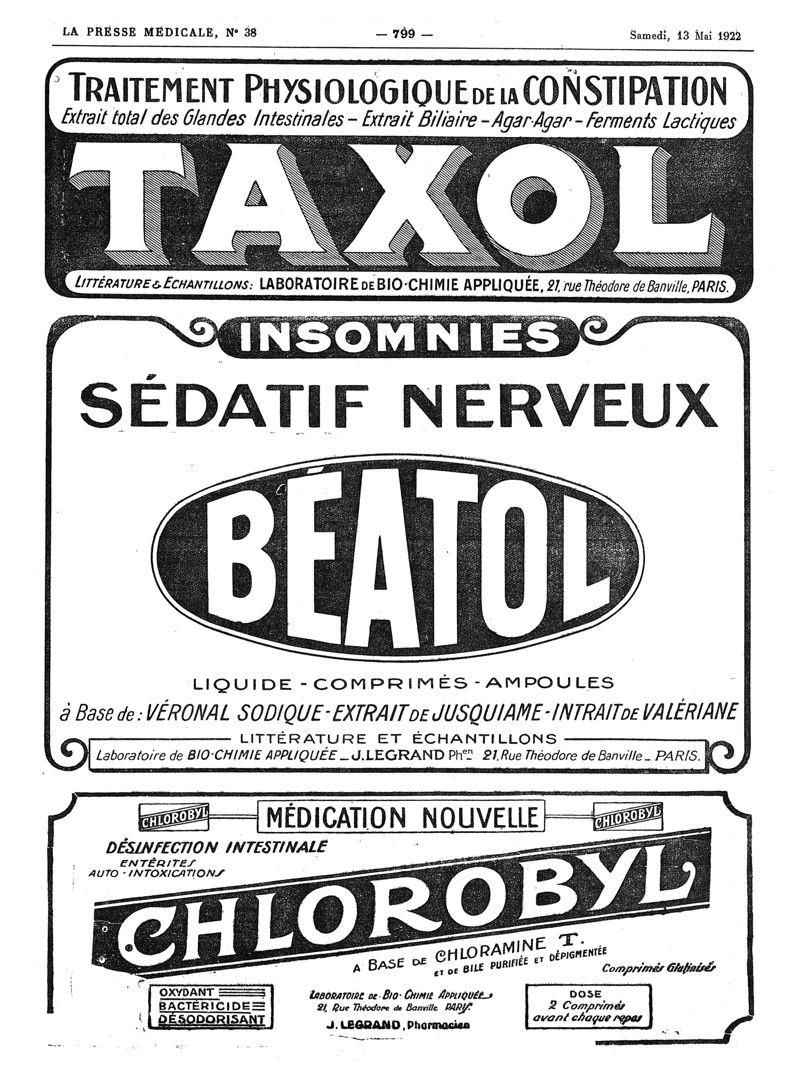 LA PRESSE MÉDICALE, N° 38 — 799 — Samedi, 13 Mai 1922
TRAITEMENT PHYSIOLOGIQUE DE LA CONSTIPATION
Extrait total des Glandes Intestinales - Extrait Biliaire - Agar-Agar - Ferments Lactiques
TAXOL
LITTÉRATURE & ECHANTILLONS: LABORATOIRE DE BIO-CHIMIE APPLIQUÉE, 21, rue Théodore de Banville, PARIS.
INSOMNIES
SÉDATIF NERVEUX
BÉATOL
LIQUIDE - COMPRIMÉS - AMPOULES
à Base de: VÉRONAL SODIQUE - EXTRAIT DE JUSQUIAME - INTRAIT DE VALÉRIANE
LITTÉRATURE ET ÉCHANTILLONS
Laboratoire de BIO-CHIMIE APPLIQUÉE _ J. LEGRAND Phen 21, Rue Théodore de Banville _ PARIS.
CHLOROBYL MÉDICATION NOUVELLE CHLOROBYL
DÉSINFECTION INTESTINALE
ENTÉRITES
AUTO-INTOXICATIONS
CHLOROBYL
A BASE DE CHLORAMINE T.
ET DE BILE PURIFIÉE ET DÉPIGMENTÉE
Comprimés Glutinisés
OXYDANT
BACTÉRICIDE
DÉSODORISANT
LABORATOIRE DE BIO-CHIMIE APPLIQUÉE
21, Rue Théodore de Banville PARIS.
J. LEGRAND, Pharmacien
DOSE
2 Comprimés
avant chaque repas